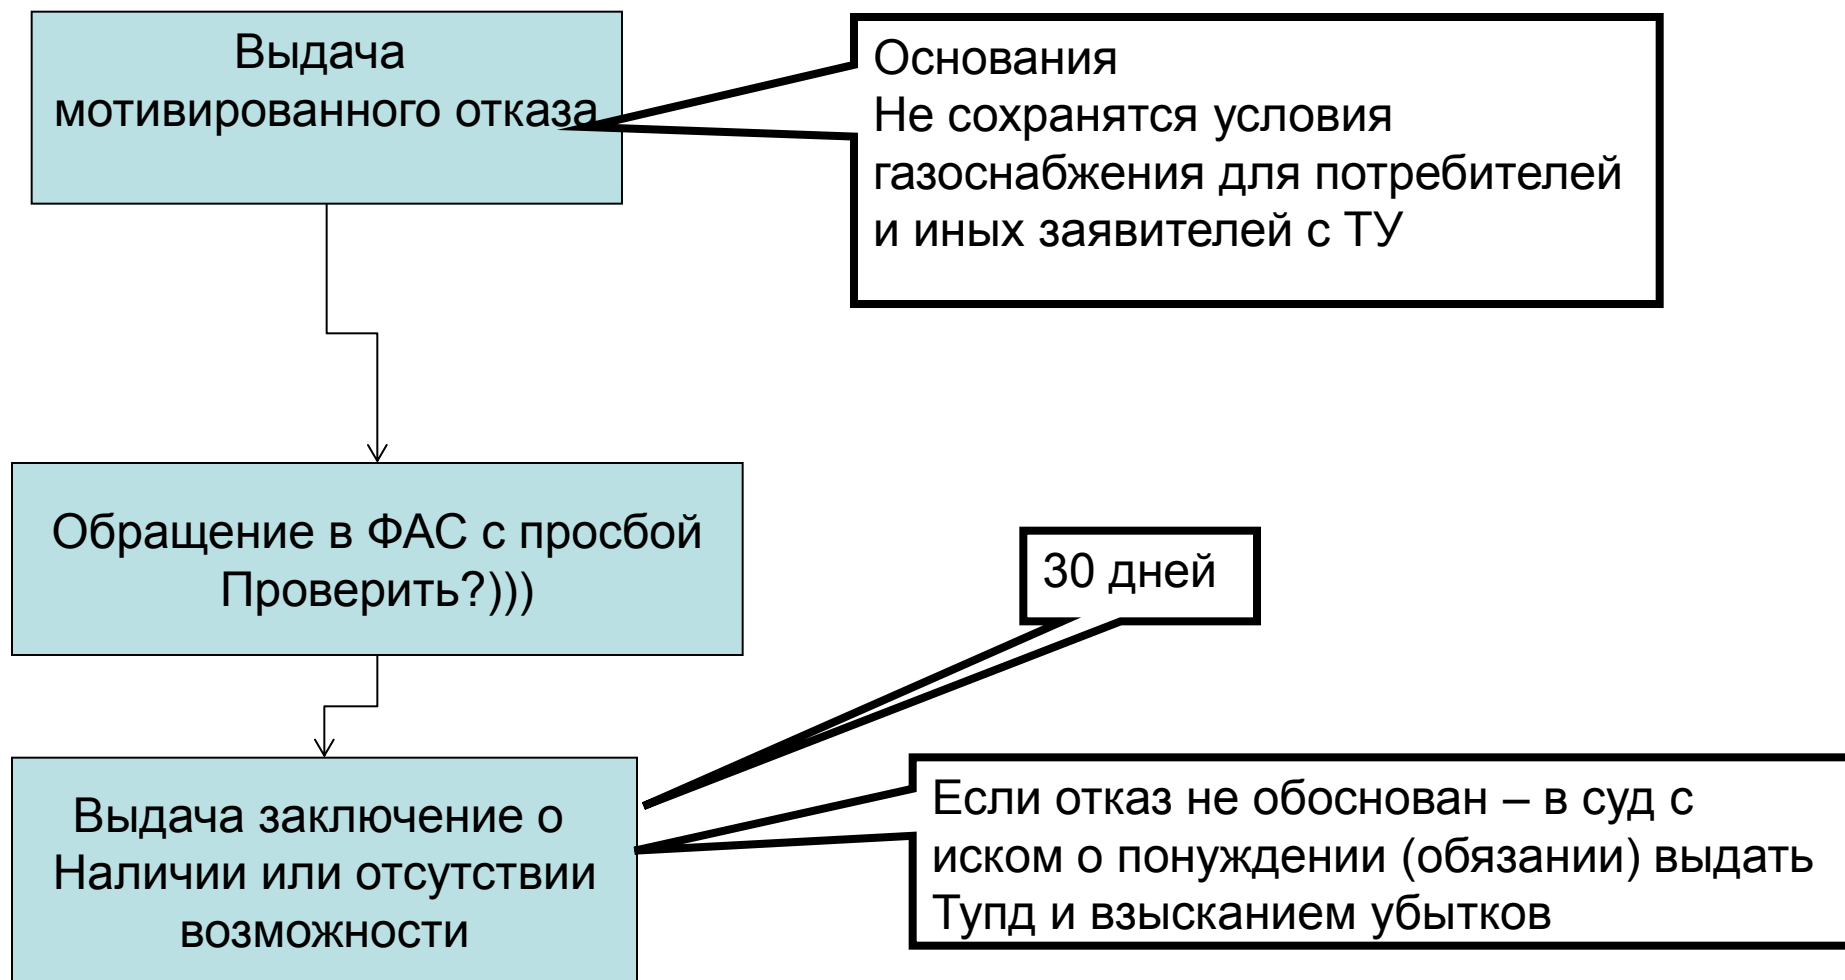 Выдача
мотивированного отказа
Основания
Не сохранятся условия
газоснабжения для потребителей
и иных заявителей с ТУ
Обращение в ФАС с просбой
Проверить?)))
30 дней
Выдача заключение о
Наличии или отсутствии
возможности
Если отказ не обоснован – в суд с
иском о понуждении (обязании) выдать
Тупд и взысканием убытков